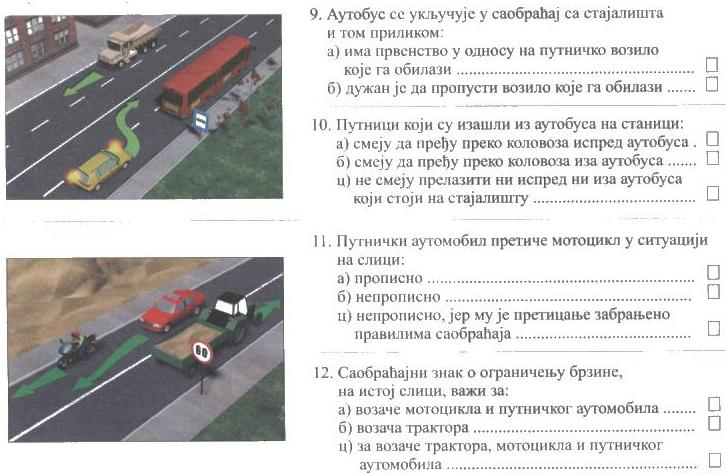 9. Аутобус се укључује у саобраћај са стајалишта
и том приликом:
а) има првенство у односу на путничко возило
које га обилази ........................................................
б) дужан је да пропусти возило које га обилази .......
10. Путници који су изашли из аутобуса на станици:
а) смеју да пређу преко коловоза испред аутобуса .
б) смеју да пређу преко коловоза иза аутобуса .......
ц) не смеју прелазити ни испред ни иза аутобуса
који стоји на стајалишту ........................................
11. Путнички аутомобил претиче мотоцикл у ситуацији
на слици:
а) прописно ...............................................................
б) непрописно ...........................................................
ц) непрописно, јер му је претицање забрањено
правилима саобраћаја ..........................................
60
12. Саобраћајни знак о ограничењу брзине,
на истој слици, важи за:
а) возаче мотоцикла и путничког аутомобила ........
б) возача трактора .....................................................
ц) за возаче трактора, мотоцикла и путничког
аутомобила ...........................................................